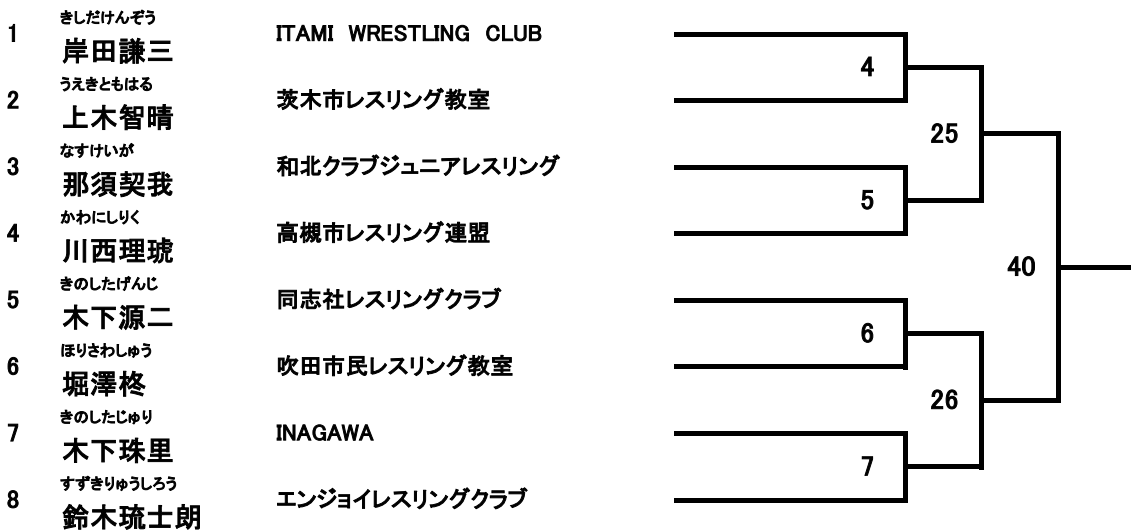 きしだけんぞう
1 岸田謙三 ITAMI WRESTLING CLUB
4
うえきともはる
2 上木智晴 茨木市レスリング教室
25
なすけいが
3 那須契我 和北クラブジュニアレスリング
5
かわにしりく
4 川西理琥 高槻市レスリング連盟
40
きのしたげんじ
5 木下源二 同志社レスリングクラブ
6
ほりさわしゅう
6 堀澤柊 吹田市民レスリング教室
26
きのしたじゅり
7 木下珠里 INAGAWA
7
すずきりゅうしろう
8 鈴木琉士朗 エンジョイレスリングクラブ